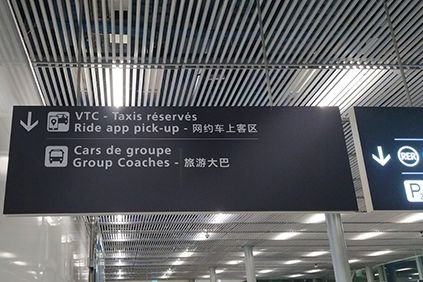 VTC - Taxis réservés
Ride app pick-up - 网约车上客区
Cars de groupe
Group Coaches - 旅游大巴
RER
P